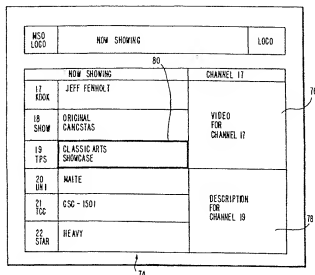 MSO
LOGO
NOW SHOWING
LOGO
80
NOW SHOWING
CHANNEL 17
17
KDOK
JEFF FENHOLT
76
18
SHOW
ORIGINAL
CANCSTAS
VIDEO
FOR
CHANNEL 17
19
TPS
CLASSIC ARTS
SHOWCASE
20
UNI
MAITE
21
TCC
CSC - 1501
DESCRIPTION
FOR
CHANNEL 19
22
STAR
HEAVY
78
74